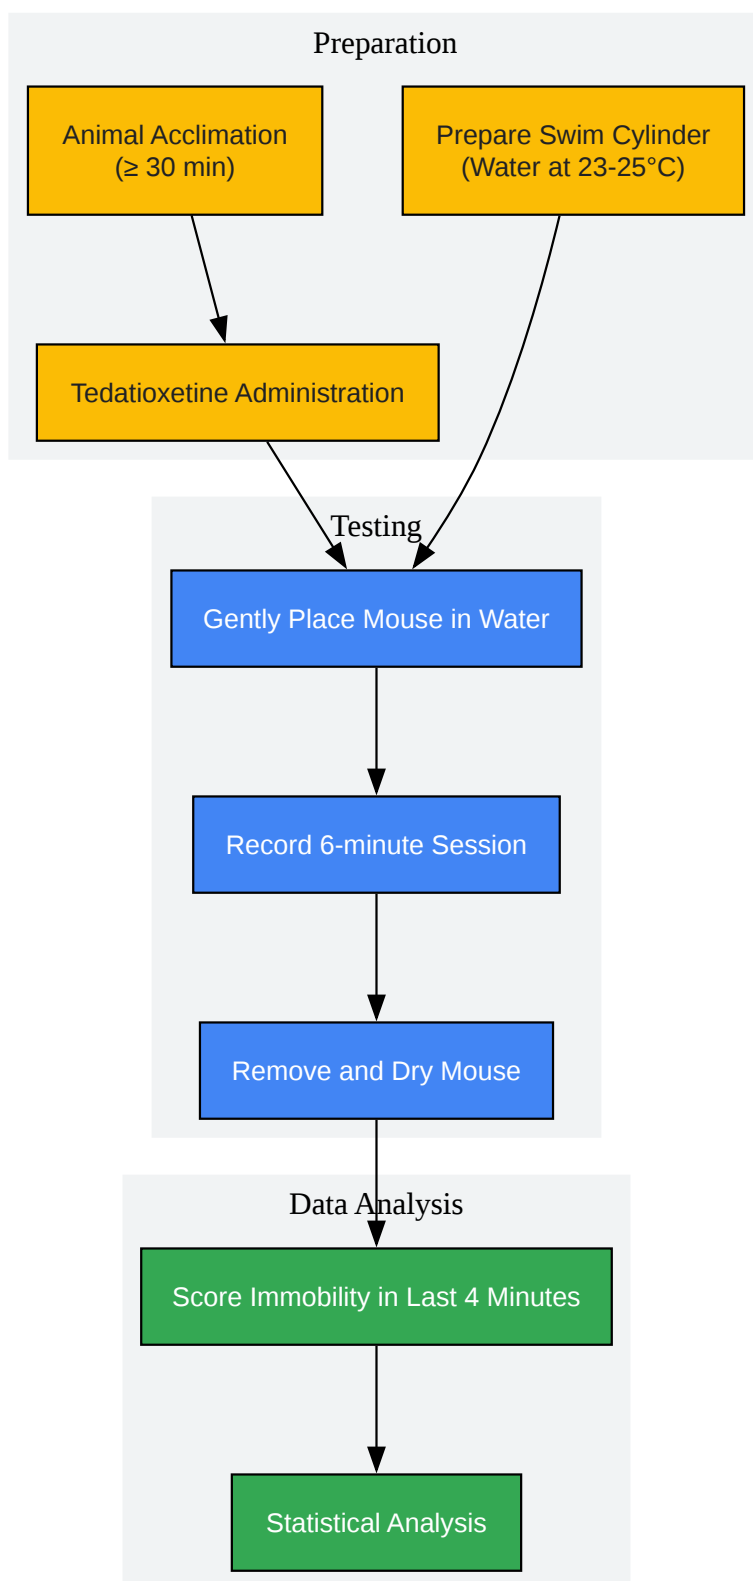 Preparation
Animal Acclimation
(≥ 30 min)
Prepare Swim Cylinder
(Water at 23-25°C)
Tedatioxetine Administration
Testing
Gently Place Mouse in Water
Record 6-minute Session
Remove and Dry Mouse
Data Analysis
Score Immobility in Last 4 Minutes
Statistical Analysis